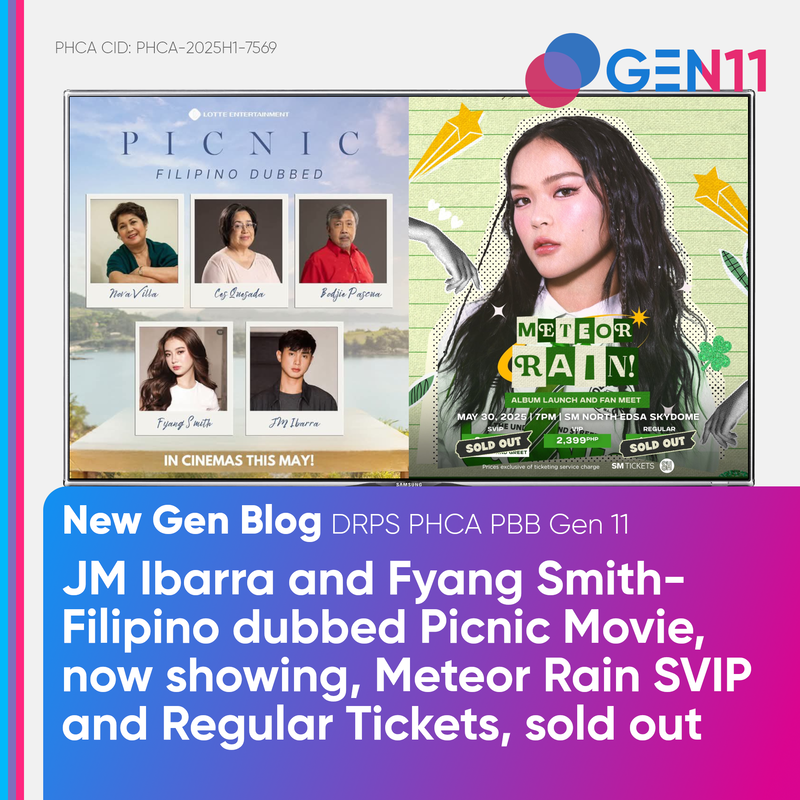 PHCA CID: PHCA-2025H1-7569
GEN11
LOTTE ENTERTAINMENT
PICNIC
FILIPINO DUBBED
Nova Villa
Ces Quesada
Bodjie Pascua
Fyang Smith
JM Ibarra
IN CINEMAS THIS MAY!
METEOR
RAIN!
ALBUM LAUNCH AND FAN MEET
MAY 30, 2025 | 7PM | SM NORTH EDSA SKYDOME
SVIP
SOLD OUT
VIP
2,399PHP
REGULAR
SOLD OUT
Prices exclusive of ticketing service charge
SM TICKETS
SAMSUNG
New Gen Blog DRPS PHCA PBB Gen 11
JM Ibarra and Fyang Smith-
Filipino dubbed Picnic Movie,
now showing, Meteor Rain SVIP
and Regular Tickets, sold out